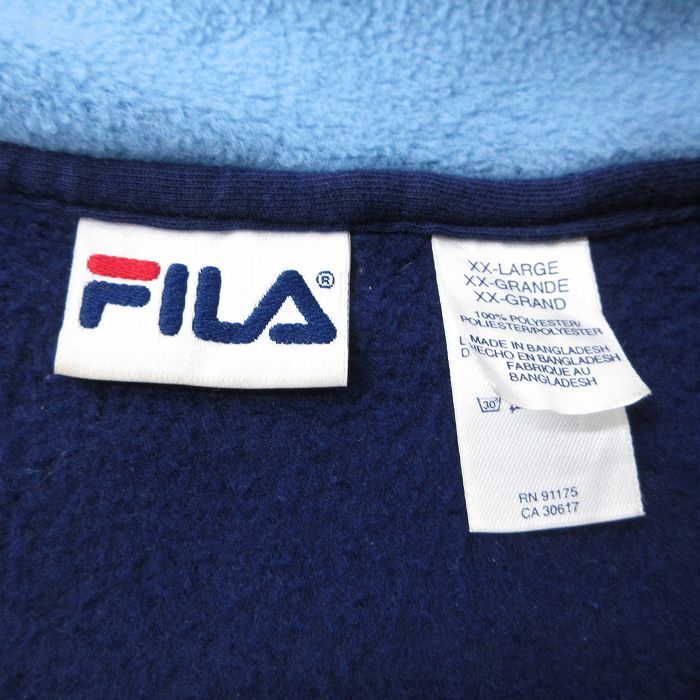 FILA®
XX-LARGE
XX-GRANDE
XX-GRAND
100% POLYESTER/
POLIESTER/POLYESTER
MADE IN BANGLADESH
HECHO EN BANGLADESH
FABRIQUE AU
BANGLADESH
30°
RN 91175
CA 30617